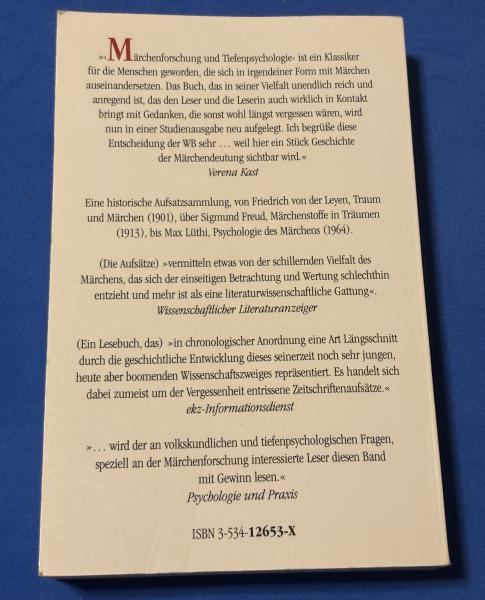 »›Märchenforschung und Tiefenpsychologie‹ ist ein Klassiker
für die Menschen geworden, die sich in irgendeiner Form mit Märchen
auseinandersetzen. Das Buch, das in seiner Vielfalt unendlich reich und
anregend ist, das den Leser und die Leserin auch wirklich in Kontakt
bringt mit Gedanken, die sonst wohl längst vergessen wären, wird
nun in einer Studienausgabe neu aufgelegt. Ich begrüße diese
Entscheidung der WB sehr ... weil hier ein Stück Geschichte
der Märchendeutung sichtbar wird.«
Verena Kast
Eine historische Aufsatzsammlung, von Friedrich von der Leyen, Traum
und Märchen (1901), über Sigmund Freud, Märchenstoffe in Träumen
(1913), bis Max Lüthi, Psychologie des Märchens (1964).
(Die Aufsätze) »vermitteln etwas von der schillernden Vielfalt des
Märchens, das sich der einseitigen Betrachtung und Wertung schlechthin
entzieht und mehr ist als eine literaturwissenschaftliche Gattung«.
Wissenschaftlicher Literaturanzeiger
(Ein Lesebuch, das) »in chronologischer Anordnung eine Art Längsschnitt
durch die geschichtliche Entwicklung dieses seinerzeit noch sehr jungen,
heute aber boomenden Wissenschaftszweiges repräsentiert. Es handelt sich
dabei zumeist um der Vergessenheit entrissene Zeitschriftenaufsätze.«
ekz-Informationsdienst
»... wird der an volkskundlichen und tiefenpsychologischen Fragen,
speziell an der Märchenforschung interessierte Leser diesen Band
mit Gewinn lesen.«
Psychologie und Praxis
ISBN 3-534-12653-X